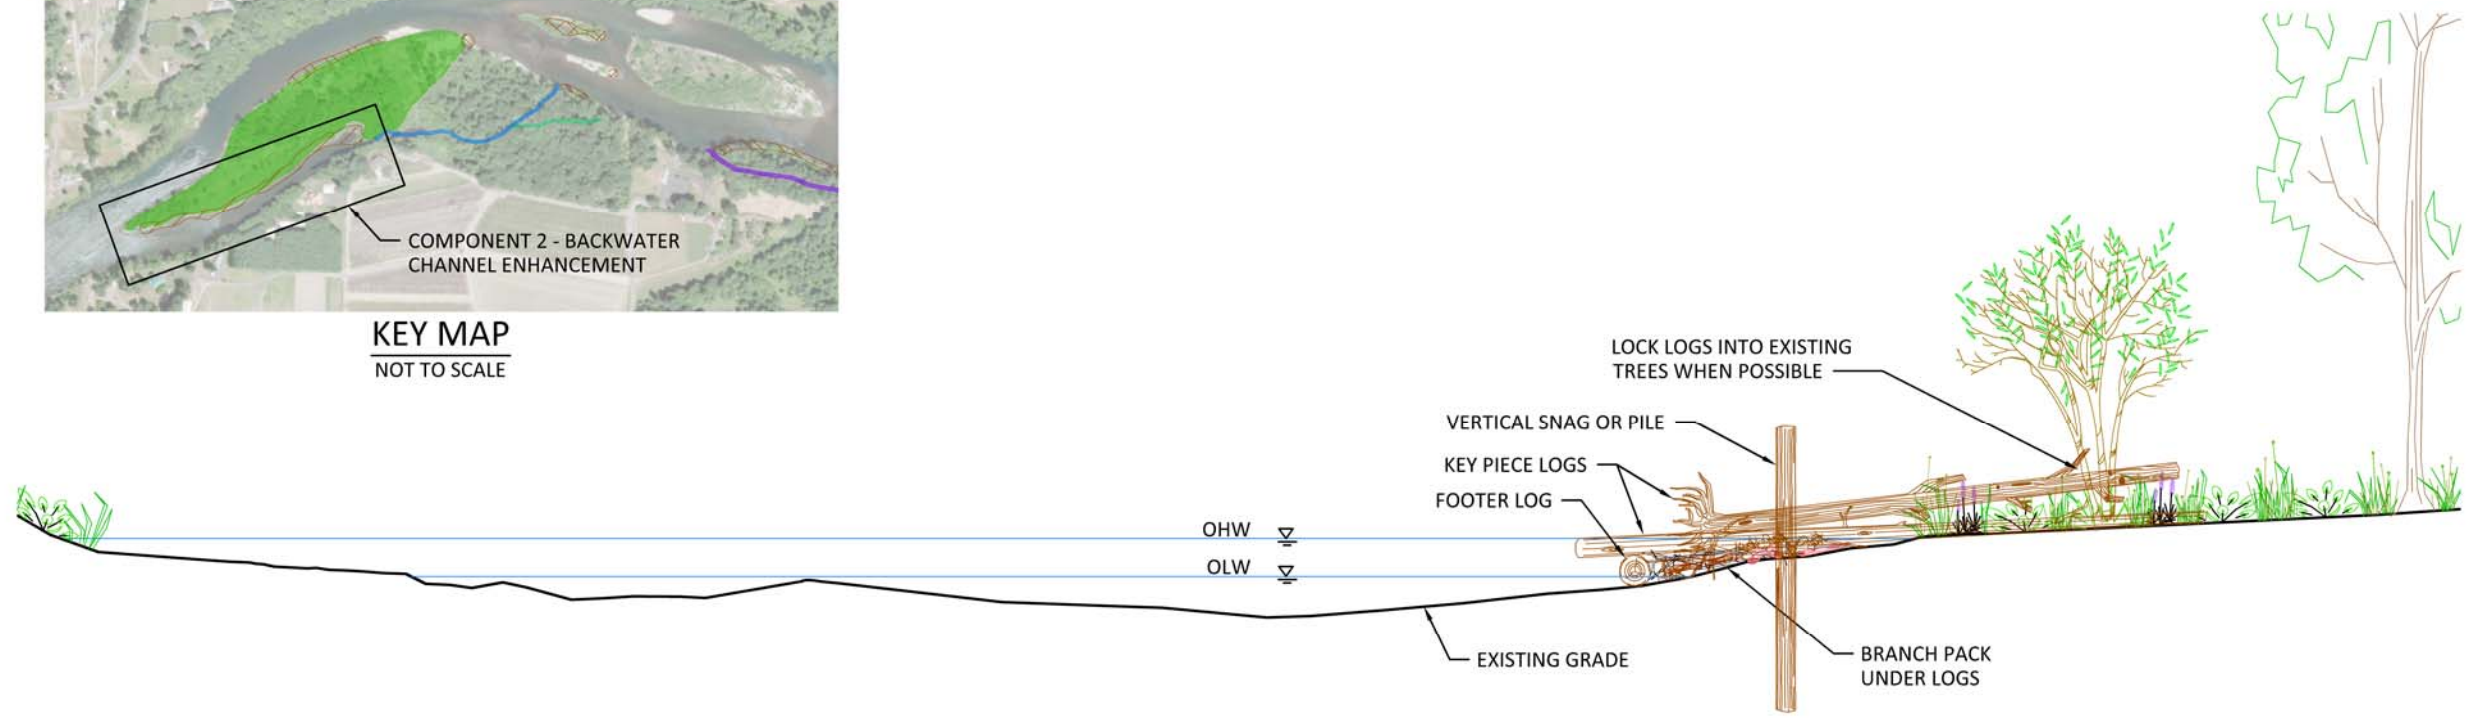 COMPONENT 2 - BACKWATER
CHANNEL ENHANCEMENT
KEY MAP
NOT TO SCALE
LOCK LOGS INTO EXISTING
TREES WHEN POSSIBLE
VERTICAL SNAG OR PILE
KEY PIECE LOGS
FOOTER LOG
OHW
OLW
EXISTING GRADE
BRANCH PACK
UNDER LOGS